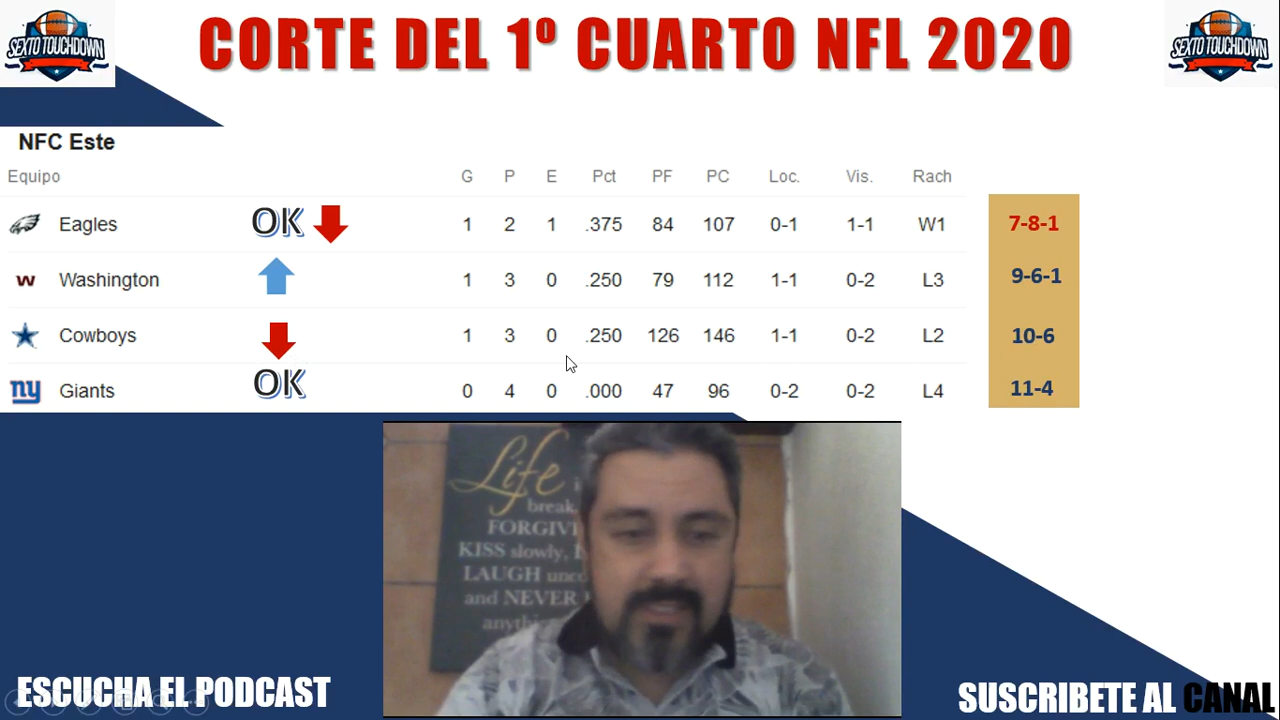 SEXTO TOUCHDOWN
CORTE DEL 1º CUARTO NFL 2020
SEXTO TOUCHDOWN
NFC Este
Equipo G P E Pct PF PC Loc. Vis. Rach
Eagles OK 1 2 1 .375 84 107 0-1 1-1 W1 7-8-1
W Washington 1 3 0 .250 79 112 1-1 0-2 L3 9-6-1
Cowboys 1 3 0 .250 126 146 1-1 0-2 L2 10-6
ny Giants OK 0 4 0 .000 47 96 0-2 0-2 L4 11-4
Life
break
FORGIV
KISS slowly,
LAUGH unco
and NEVER
anythi
ESCUCHA EL PODCAST
SUSCRIBETE AL CANAL